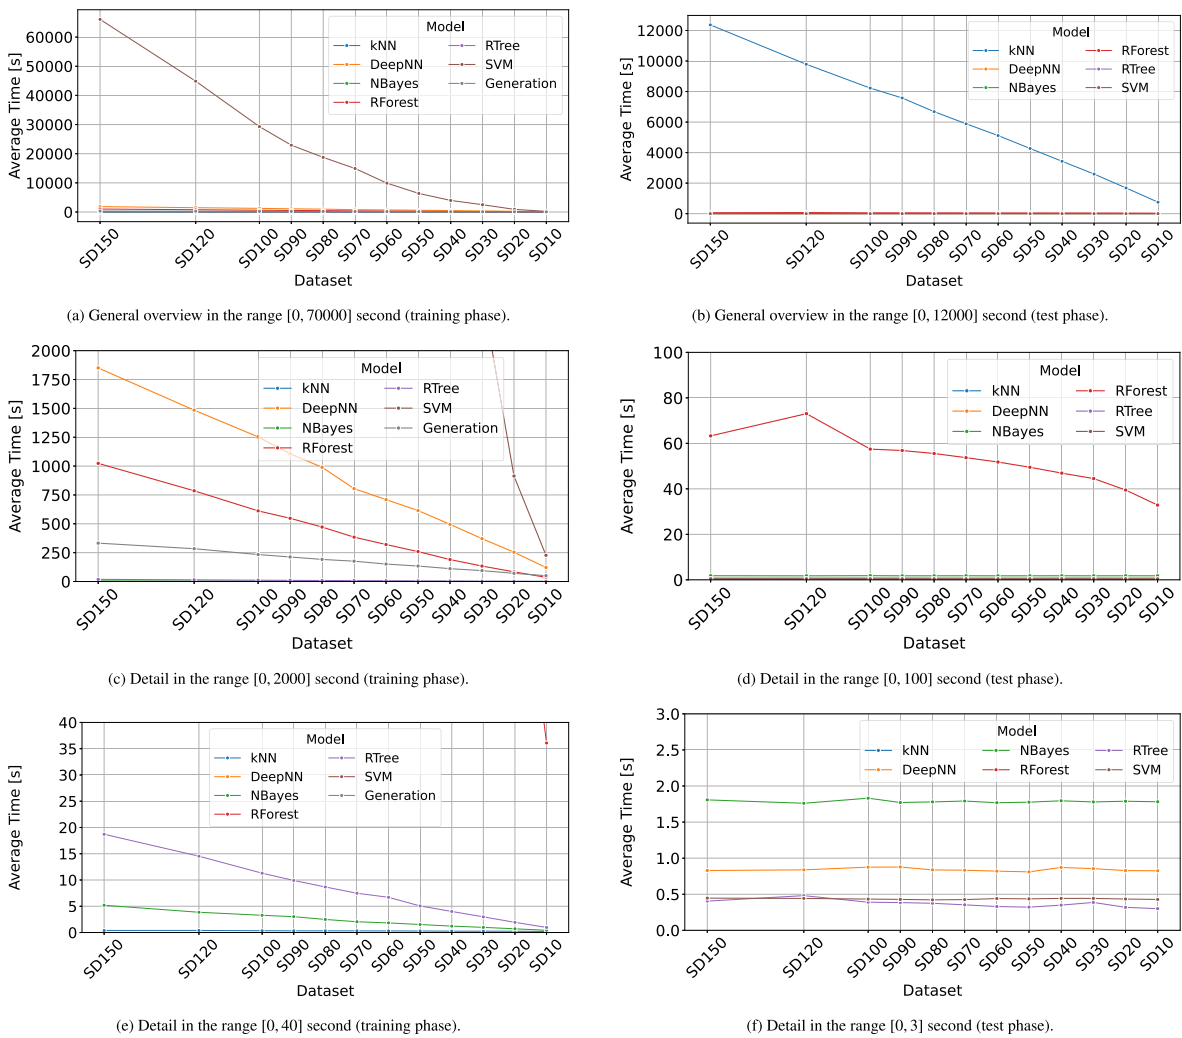 60000
50000
40000
30000
20000
10000
0
Average Time [s]
Model
kNN
DeepNN
NBayes
RForest
RTree
SVM
Generation
SD150
SD120
SD100
SD90
SD80
SD70
SD60
SD50
SD40
SD30
SD20
SD10
Dataset
(a) General overview in the range [0, 70000] second (training phase).
12000
10000
8000
6000
4000
2000
0
Average Time [s]
Model
kNN
DeepNN
NBayes
RForest
RTree
SVM
SD150
SD120
SD100
SD90
SD80
SD70
SD60
SD50
SD40
SD30
SD20
SD10
Dataset
(b) General overview in the range [0, 12000] second (test phase).
2000
1750
1500
1250
1000
750
500
250
0
Average Time [s]
Model
kNN
DeepNN
NBayes
RForest
RTree
SVM
Generation
SD150
SD120
SD100
SD90
SD80
SD70
SD60
SD50
SD40
SD30
SD20
SD10
Dataset
(c) Detail in the range [0, 2000] second (training phase).
100
80
60
40
20
0
Average Time [s]
Model
kNN
DeepNN
NBayes
RForest
RTree
SVM
SD150
SD120
SD100
SD90
SD80
SD70
SD60
SD50
SD40
SD30
SD20
SD10
Dataset
(d) Detail in the range [0, 100] second (test phase).
40
35
30
25
20
15
10
5
0
Average Time [s]
Model
kNN
DeepNN
NBayes
RForest
RTree
SVM
Generation
SD150
SD120
SD100
SD90
SD80
SD70
SD60
SD50
SD40
SD30
SD20
SD10
Dataset
(e) Detail in the range [0, 40] second (training phase).
3.0
2.5
2.0
1.5
1.0
0.5
0.0
Average Time [s]
Model
kNN
DeepNN
NBayes
RForest
RTree
SVM
SD150
SD120
SD100
SD90
SD80
SD70
SD60
SD50
SD40
SD30
SD20
SD10
Dataset
(f) Detail in the range [0, 3] second (test phase).